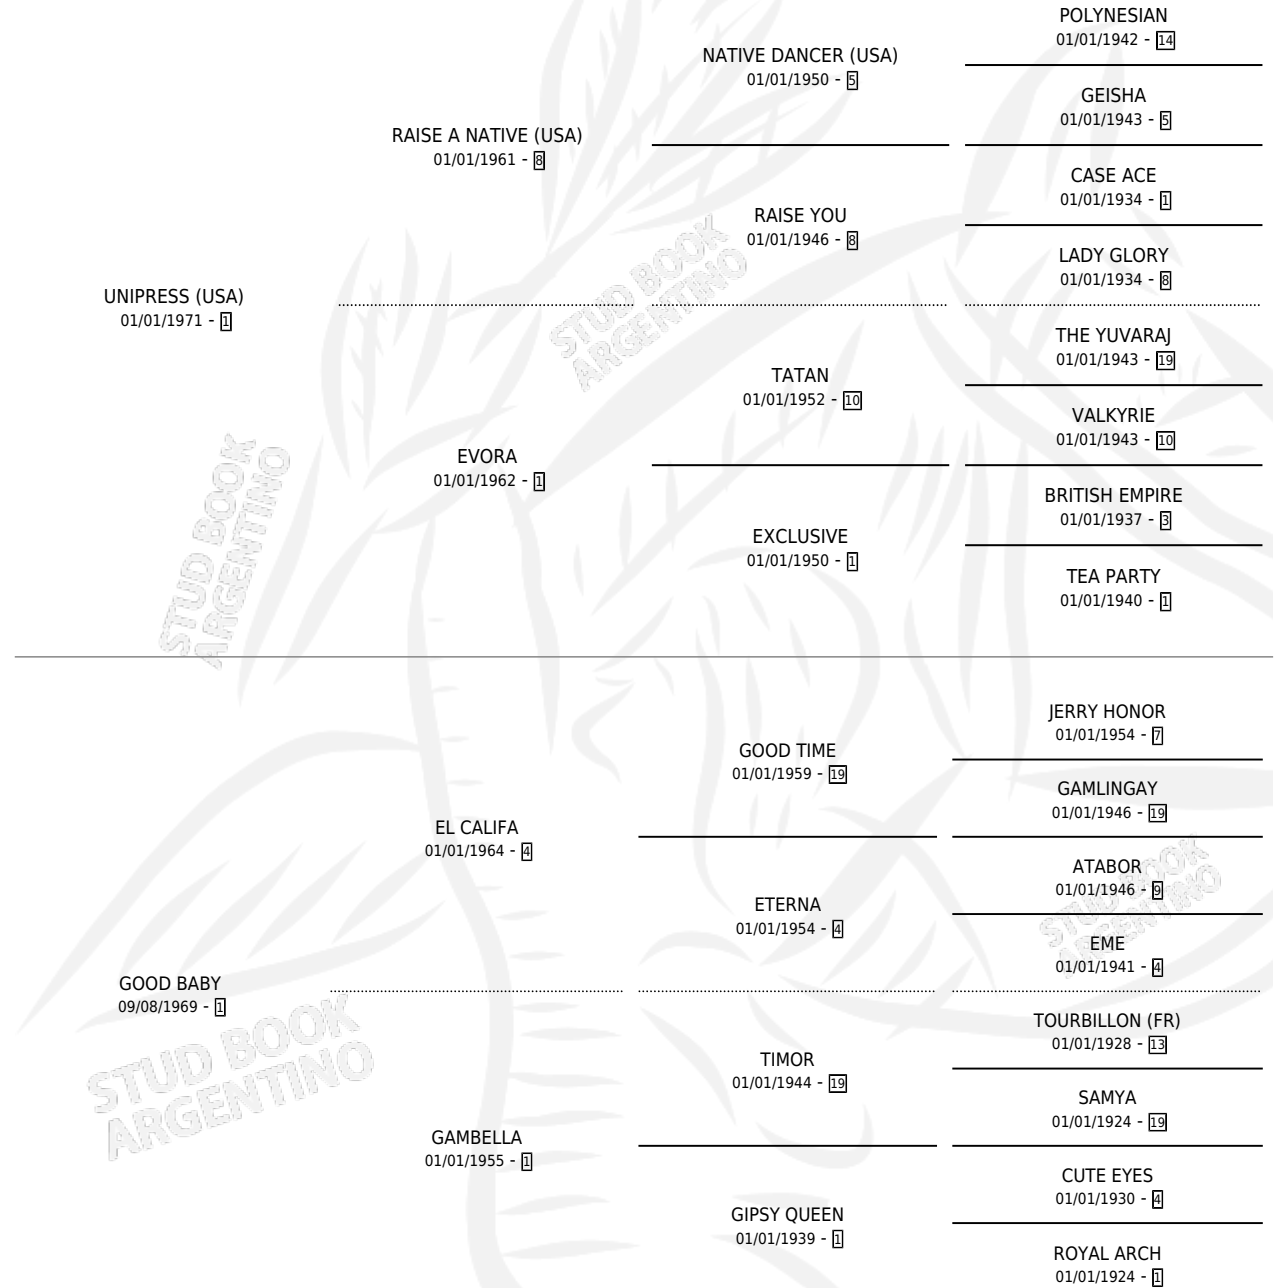 UNIPRESS (USA)
01/01/1971 - 1
RAISE A NATIVE (USA)
01/01/1961 - 8
EVORA
01/01/1962 - 1
NATIVE DANCER (USA)
01/01/1950 - 5
RAISE YOU
01/01/1946 - 8
TATAN
01/01/1952 - 10
EXCLUSIVE
01/01/1950 - 1
POLYNESIAN
01/01/1942 - 14
GEISHA
01/01/1943 - 5
CASE ACE
01/01/1934 - 1
LADY GLORY
01/01/1934 - 8
THE YUVARAJ
01/01/1943 - 19
VALKYRIE
01/01/1943 - 10
BRITISH EMPIRE
01/01/1937 - 3
TEA PARTY
01/01/1940 - 1
GOOD BABY
09/08/1969 - 1
EL CALIFA
01/01/1964 - 4
GAMBELLA
01/01/1955 - 1
GOOD TIME
01/01/1959 - 19
ETERNA
01/01/1954 - 4
TIMOR
01/01/1944 - 19
GIPSY QUEEN
01/01/1939 - 1
JERRY HONOR
01/01/1954 - 7
GAMLINGAY
01/01/1946 - 19
ATABOR
01/01/1946 - 9
EME
01/01/1941 - 4
TOURBILLON (FR)
01/01/1928 - 13
SAMYA
01/01/1924 - 19
CUTE EYES
01/01/1930 - 4
ROYAL ARCH
01/01/1924 - 1
STUD BOOK
ARGENTINO
STUD BOOK
ARGENTINO
STUD BOOK
ARGENTINO
STUD BOOK
ARGENTINO